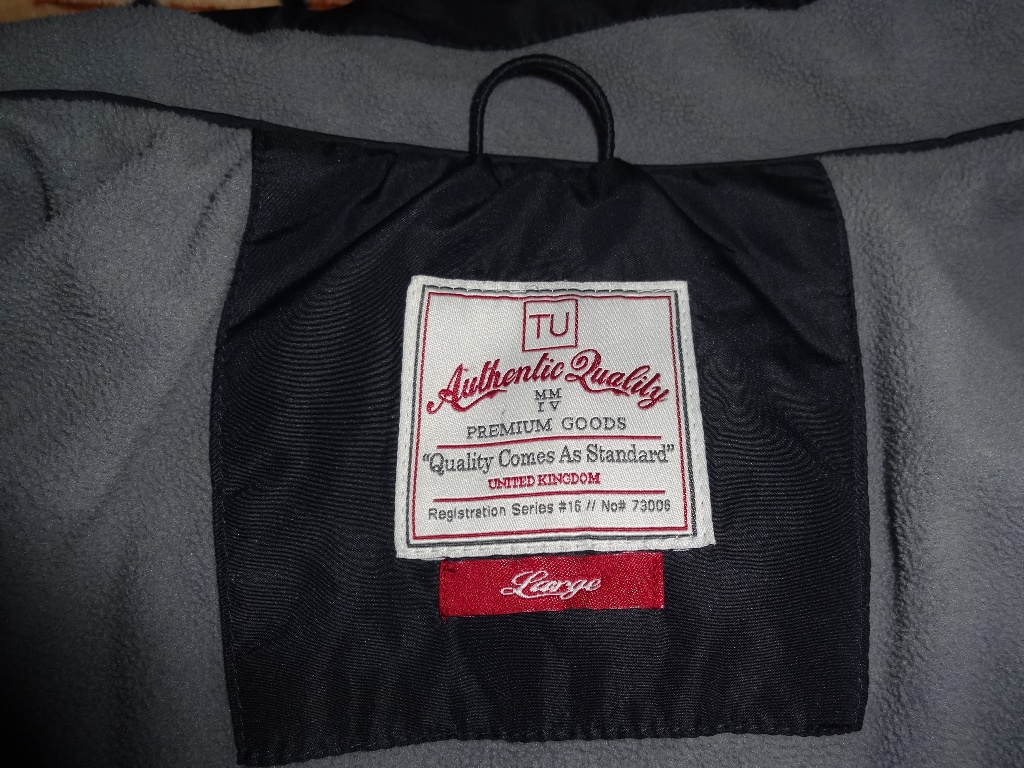 TU
Authentic Quality
MM
IV
PREMIUM GOODS
"Quality Comes As Standard"
UNITED KINGDOM
Registration Series #16 // No# 73006
Large